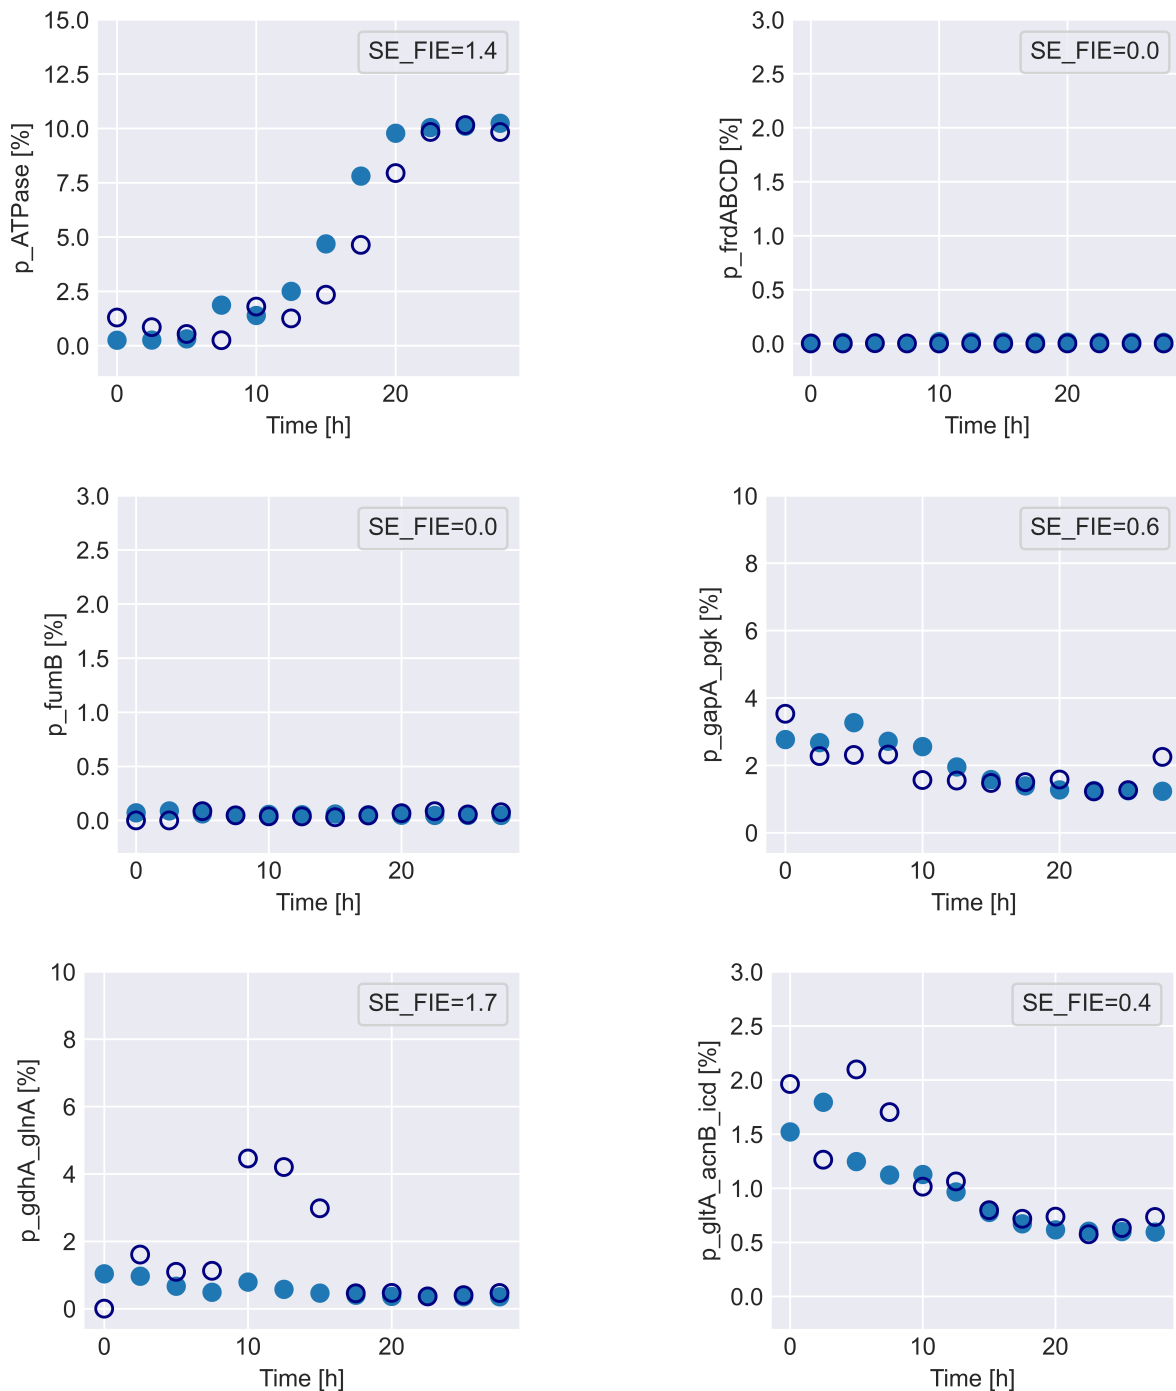 15.0
12.5
10.0
7.5
5.0
2.5
0.0
p_ATPase [%]
SE_FIE=1.4
0 10 20
Time [h]
3.0
2.5
2.0
1.5
1.0
0.5
0.0
p_frdABCD [%]
SE_FIE=0.0
0 10 20
Time [h]
3.0
2.5
2.0
1.5
1.0
0.5
0.0
p_fumB [%]
SE_FIE=0.0
0 10 20
Time [h]
10
8
6
4
2
0
p_gapA_pgk [%]
SE_FIE=0.6
0 10 20
Time [h]
10
8
6
4
2
0
p_gdhA_glnA [%]
SE_FIE=1.7
0 10 20
Time [h]
3.0
2.5
2.0
1.5
1.0
0.5
0.0
p_gltA_acnB_icd [%]
SE_FIE=0.4
0 10 20
Time [h]